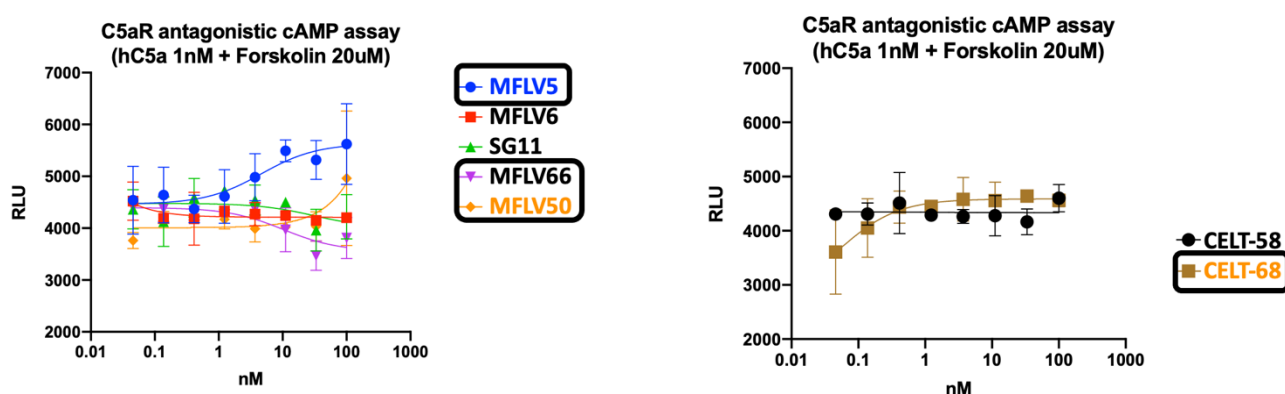 C5aR antagonistic cAMP assay
(hC5a 1nM + Forskolin 20uM)
7000
6000
5000
4000
3000
2000
RLU
0.01
0.1
1
10
100
1000
nM
MFLV5
MFLV6
SG11
MFLV66
MFLV50
C5aR antagonistic cAMP assay
(hC5a 1nM + Forskolin 20uM)
7000
6000
5000
4000
3000
2000
RLU
0.01
0.1
1
10
100
1000
nM
CELT-58
CELT-68